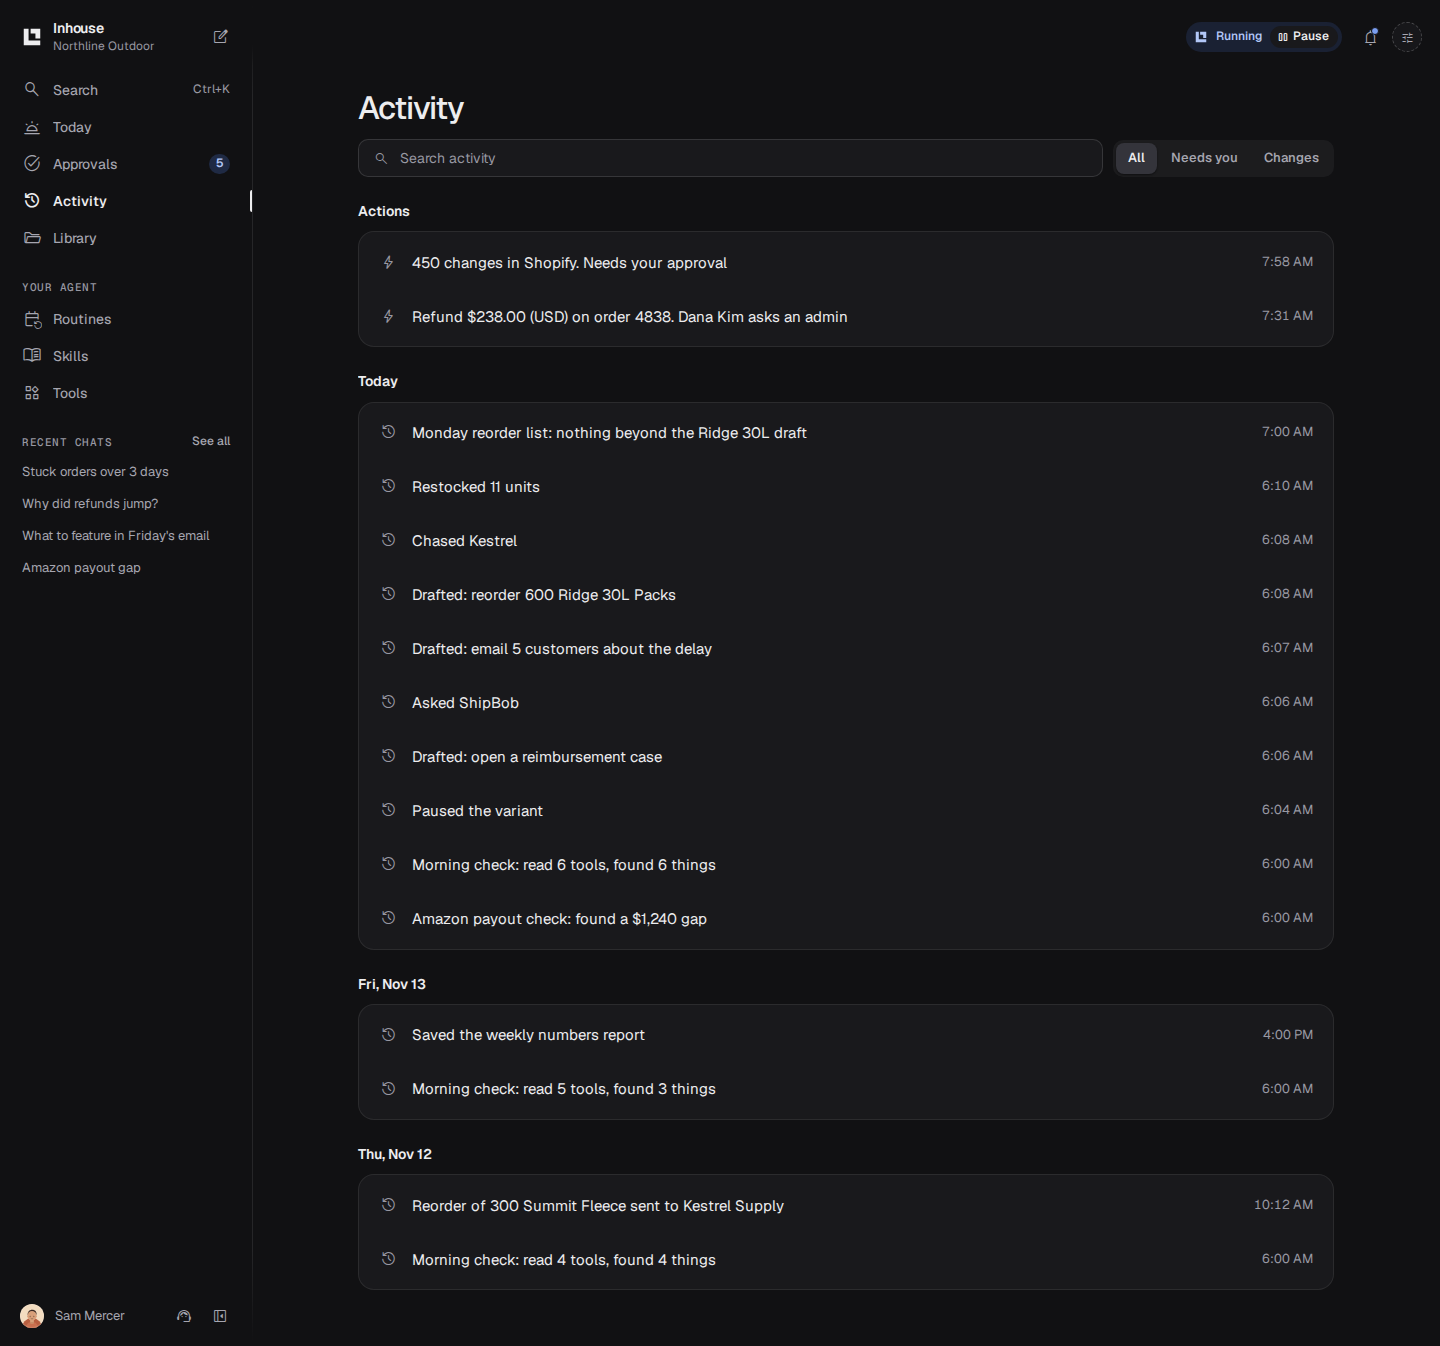 Inhouse
Northline Outdoor
Search Ctrl+K
Today
Approvals 5
Activity
Library
YOUR AGENT
Routines
Skills
Tools
RECENT CHATS See all
Stuck orders over 3 days
Why did refunds jump?
What to feature in Friday's email
Amazon payout gap
Sam Mercer
Running Pause
Activity
Search activity
All Needs you Changes
Actions
450 changes in Shopify. Needs your approval 7:58 AM
Refund $238.00 (USD) on order 4838. Dana Kim asks an admin 7:31 AM
Today
Monday reorder list: nothing beyond the Ridge 30L draft 7:00 AM
Restocked 11 units 6:10 AM
Chased Kestrel 6:08 AM
Drafted: reorder 600 Ridge 30L Packs 6:08 AM
Drafted: email 5 customers about the delay 6:07 AM
Asked ShipBob 6:06 AM
Drafted: open a reimbursement case 6:06 AM
Paused the variant 6:04 AM
Morning check: read 6 tools, found 6 things 6:00 AM
Amazon payout check: found a $1,240 gap 6:00 AM
Fri, Nov 13
Saved the weekly numbers report 4:00 PM
Morning check: read 5 tools, found 3 things 6:00 AM
Thu, Nov 12
Reorder of 300 Summit Fleece sent to Kestrel Supply 10:12 AM
Morning check: read 4 tools, found 4 things 6:00 AM